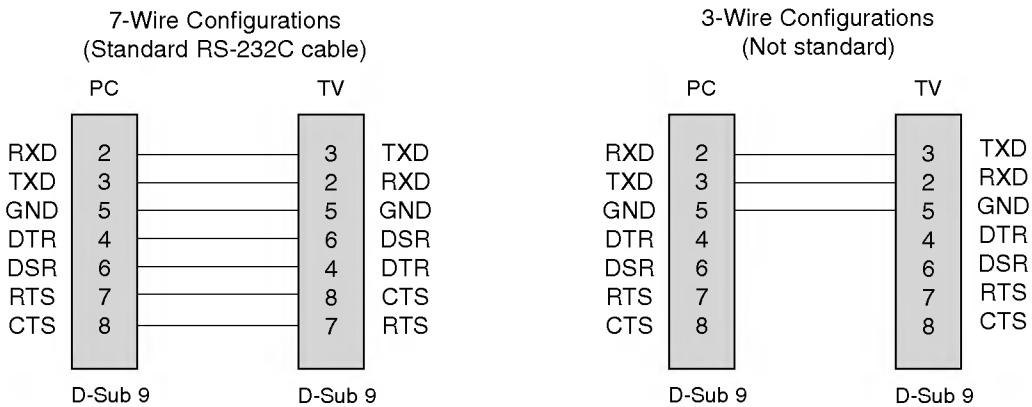 7-Wire Configurations
(Standard RS-232C cable)
PC TV
RXD 2 3 TXD
TXD 3 2 RXD
GND 5 5 GND
DTR 4 6 DSR
DSR 6 4 DTR
RTS 7 8 CTS
CTS 8 7 RTS
D-Sub 9 D-Sub 9
3-Wire Configurations
(Not standard)
PC TV
RXD 2 3 TXD
TXD 3 2 RXD
GND 5 5 GND
DTR 4 4 DTR
DSR 6 6 DSR
RTS 7 7 RTS
CTS 8 8 CTS
D-Sub 9 D-Sub 9